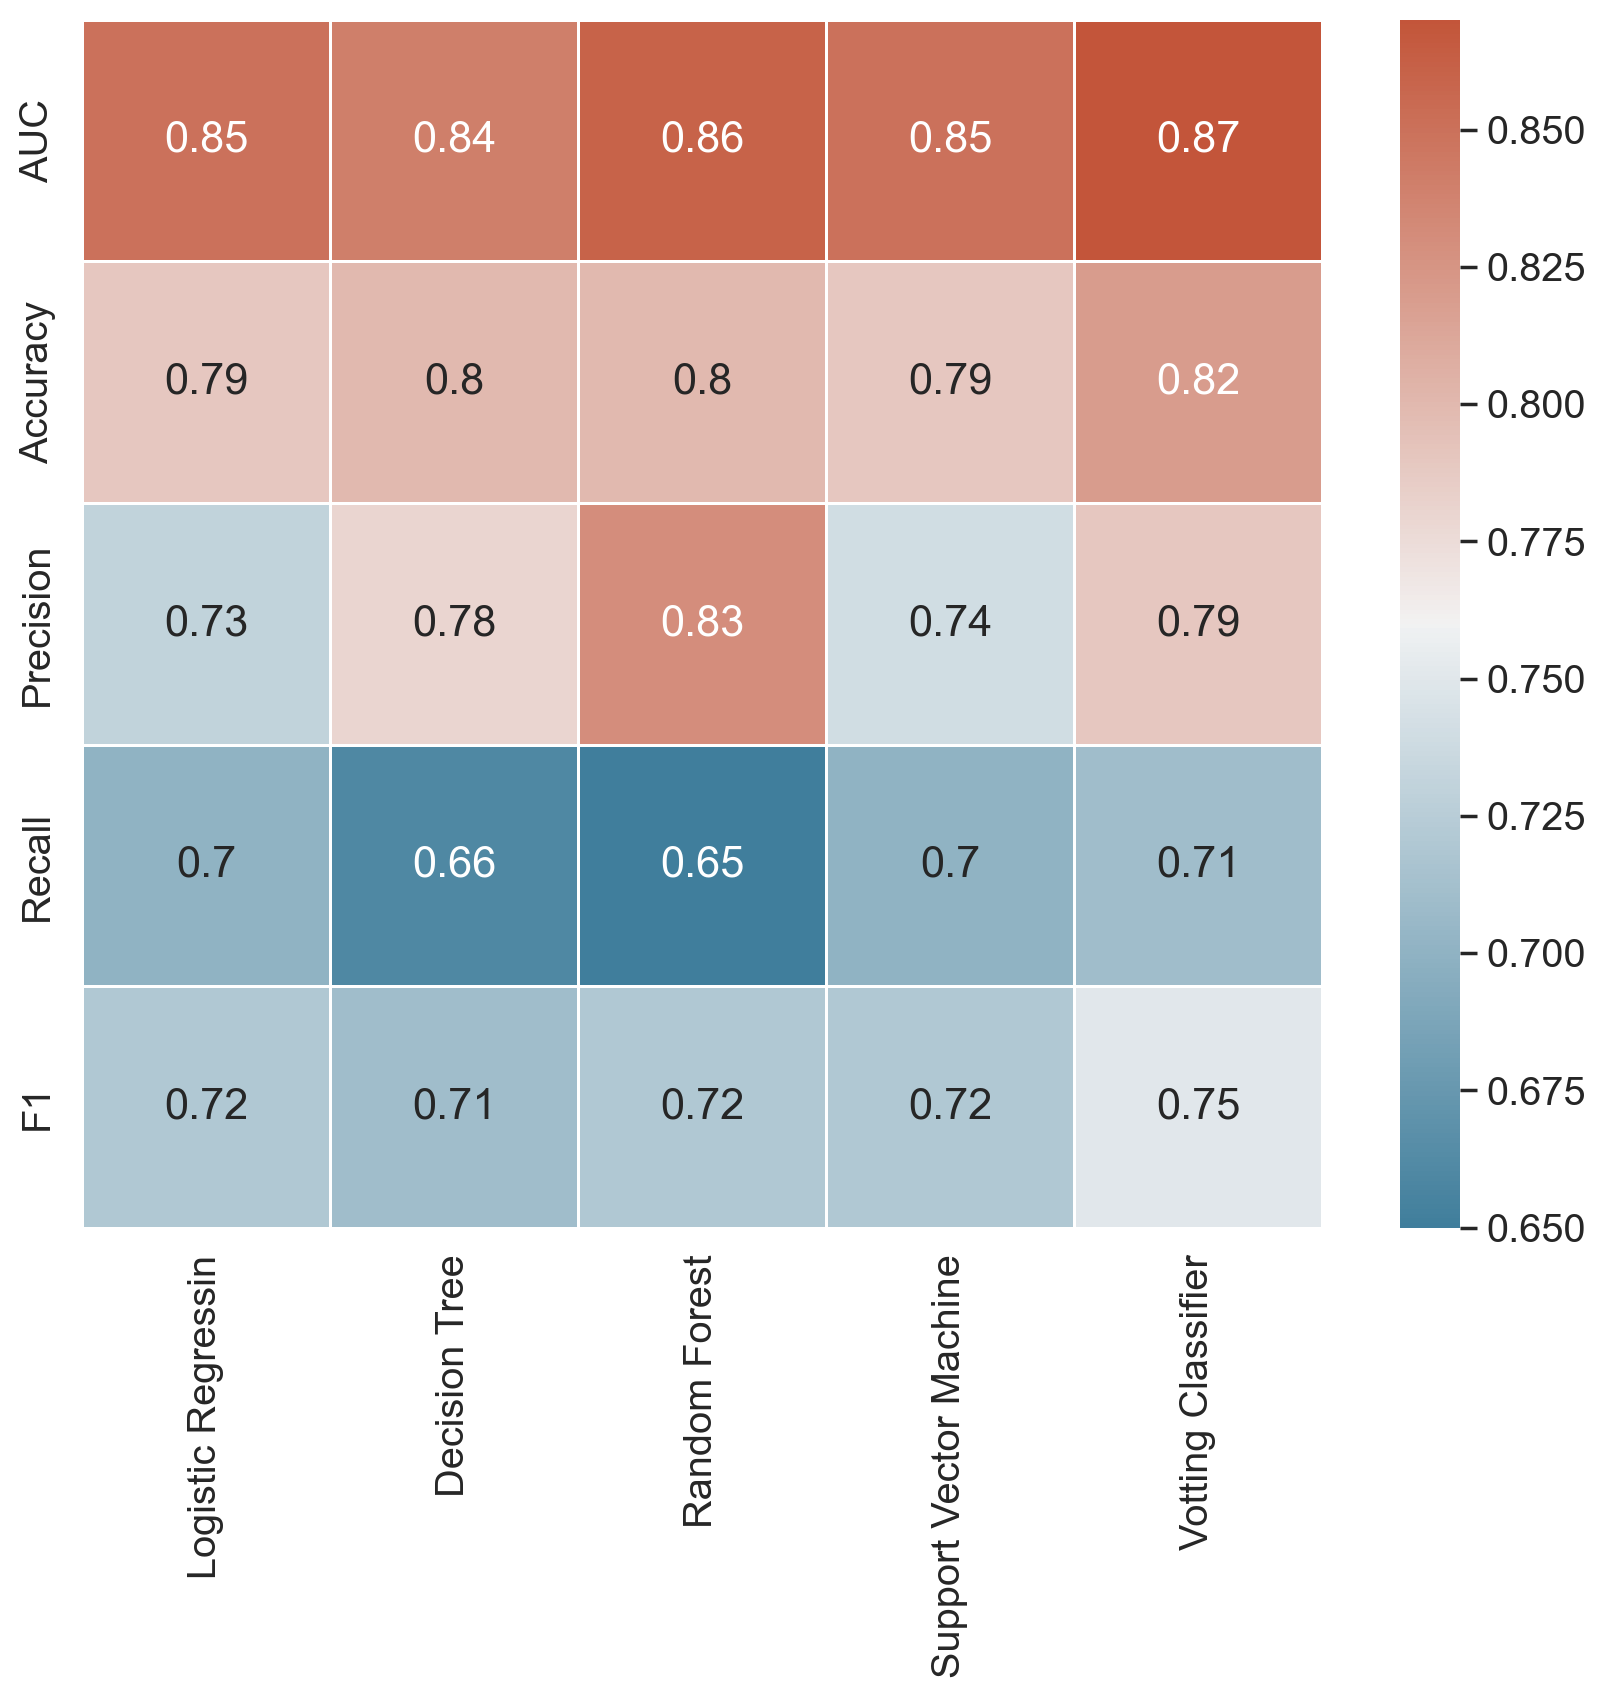 AUC 0.85 0.84 0.86 0.85 0.87
Accuracy 0.79 0.8 0.8 0.79 0.82
Precision 0.73 0.78 0.83 0.74 0.79
Recall 0.7 0.66 0.65 0.7 0.71
F1 0.72 0.71 0.72 0.72 0.75
Logistic Regressin
Decision Tree
Random Forest
Support Vector Machine
Votting Classifier
0.850
0.825
0.800
0.775
0.750
0.725
0.700
0.675
0.650